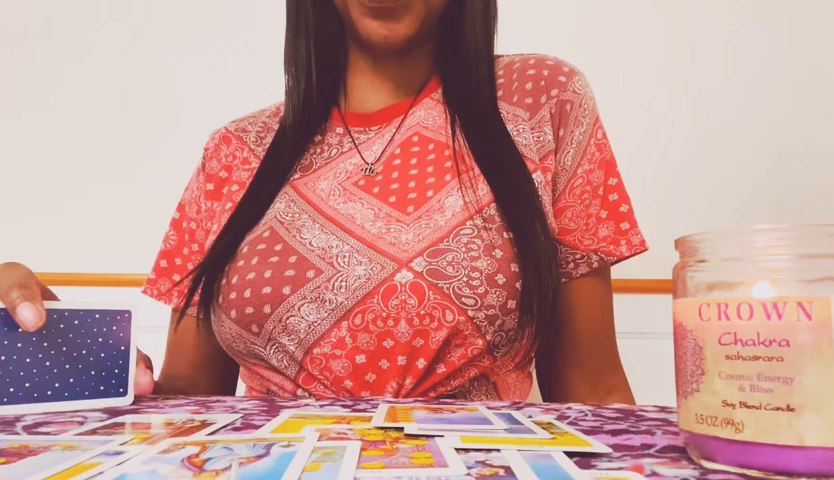 CROWN
Chakra
sahasrara
Cosmic Energy
& Bliss
Soy Blend Candle
3.5 OZ (99g)